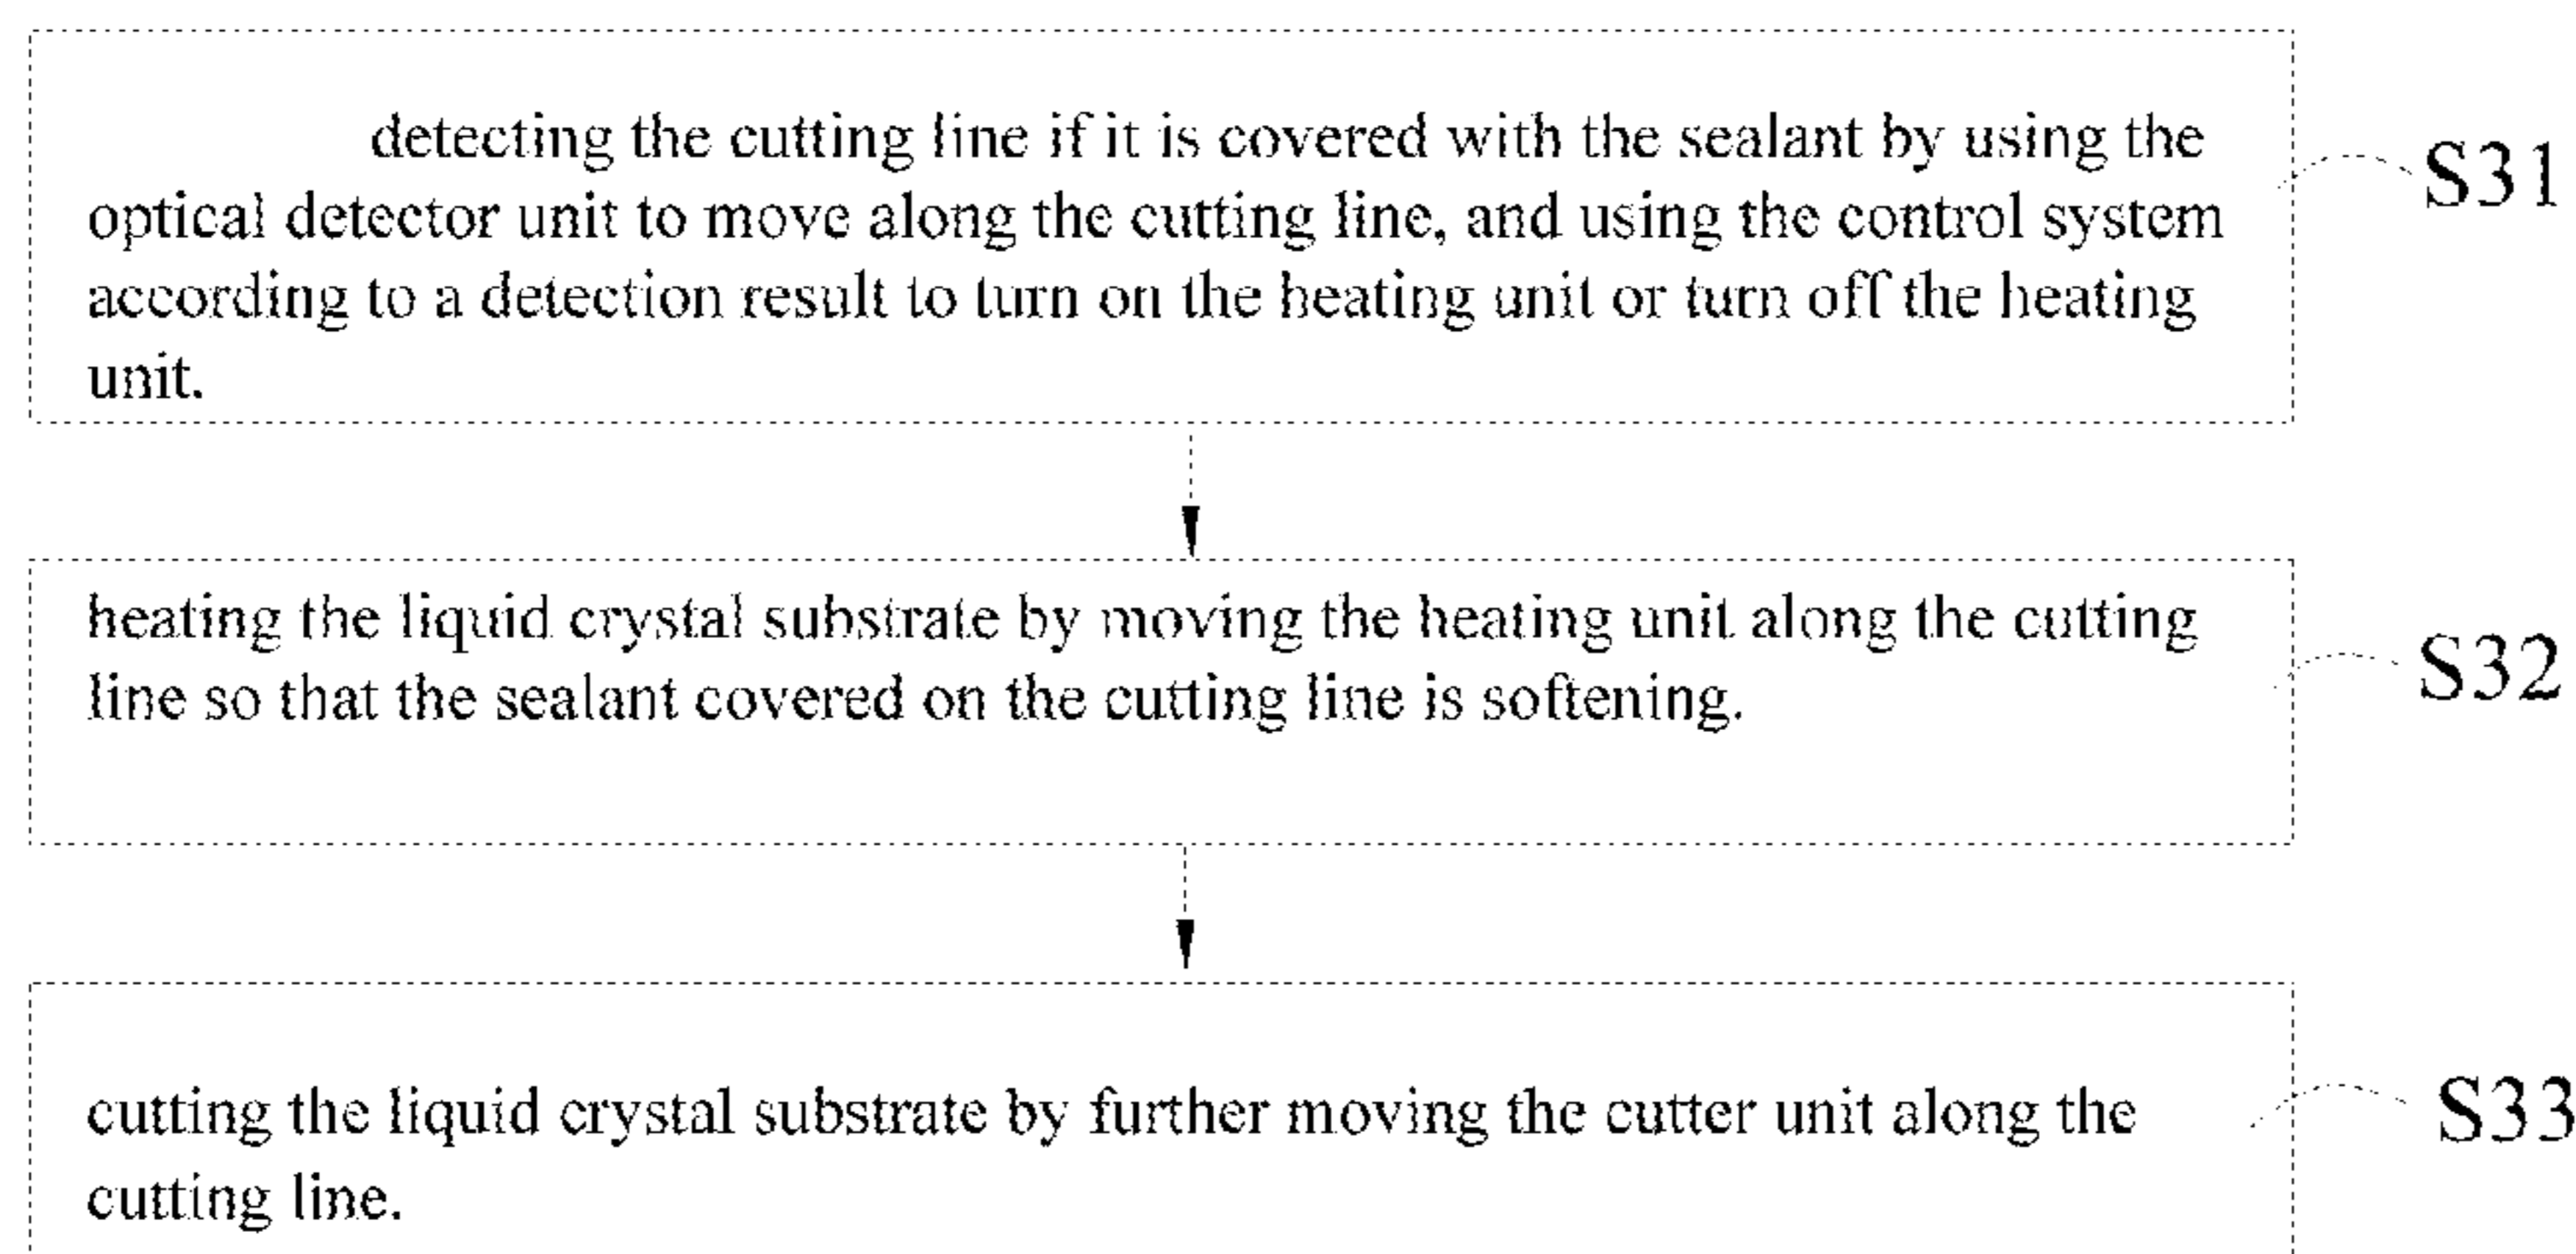 detecting the cutting line if it is covered with the sealant by using the
optical detector unit to move along the cutting line, and using the control system
according to a detection result to turn on the heating unit or turn off the heating
unit.
S31
heating the liquid crystal substrate by moving the heating unit along the cutting
line so that the sealant covered on the cutting line is softening.
S32
cutting the liquid crystal substrate by further moving the cutter unit along the
cutting line.
S33